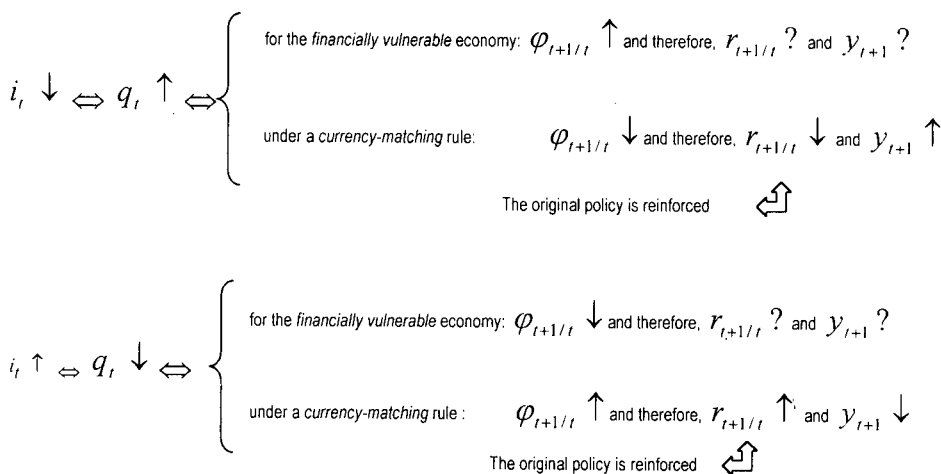 for the financially vulnerable economy: φ_{t+1/t} ↑ and therefore, r_{t+1/t} ? and y_{t+1} ?
i_t ↓ ⇔ q_t ↑ ⇔
under a currency-matching rule: φ_{t+1/t} ↓ and therefore, r_{t+1/t} ↓ and y_{t+1} ↑
The original policy is reinforced
for the financially vulnerable economy: φ_{t+1/t} ↓ and therefore, r_{t+1/t} ? and y_{t+1} ?
i_t ↑ ⇔ q_t ↓ ⇔
under a currency-matching rule : φ_{t+1/t} ↑ and therefore, r_{t+1/t} ↑ and y_{t+1} ↓
The original policy is reinforced